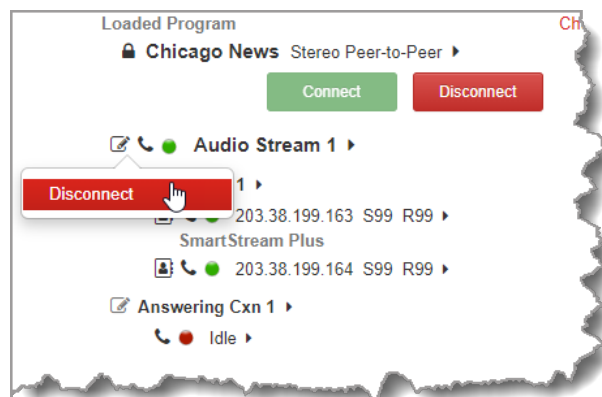 Loaded Program
Ch
Chicago News Stereo Peer-to-Peer
Connect
Disconnect
Audio Stream 1
Disconnect
1
203.38.199.163 S99 R99
SmartStream Plus
203.38.199.164 S99 R99
Answering Cxn 1
Idle